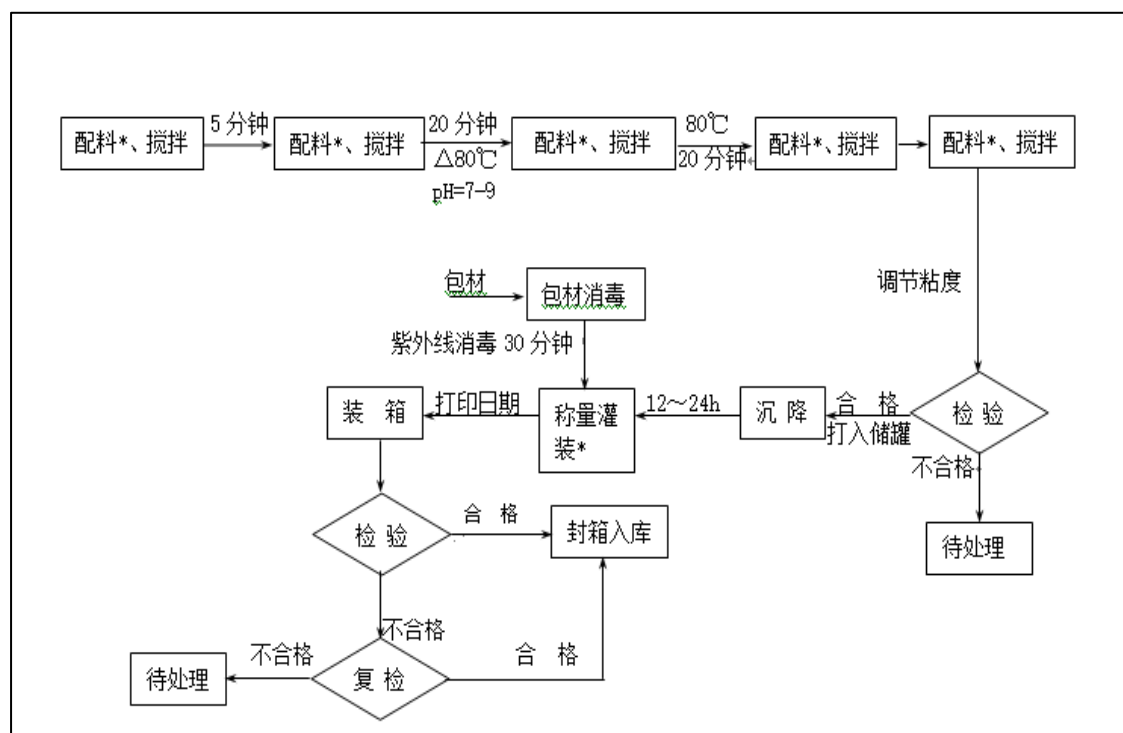 5分钟
20分钟
80℃
配料*、搅拌
配料*、搅拌
配料*、搅拌
配料*、搅拌
配料*、搅拌
△80℃
20分钟
pH=7-9
包材
包材消毒
调节粘度
紫外线消毒30分钟
装 箱
打印日期
称量灌
装*
12～24h
沉 降
合 格
打入储罐
检 验
不合格
检 验
合 格
封箱入库
待处理
不合格
不合格
待处理
复 检
合 格